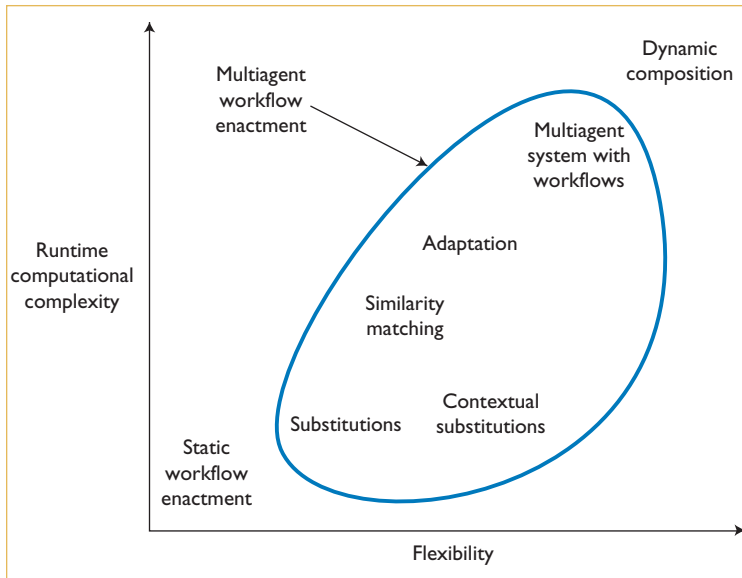 Dynamic
composition
Multiagent
workflow
enactment
Multiagent
system with
workflows
Adaptation
Runtime
computational
complexity
Similarity
matching
Contextual
substitutions
Substitutions
Static
workflow
enactment
Flexibility